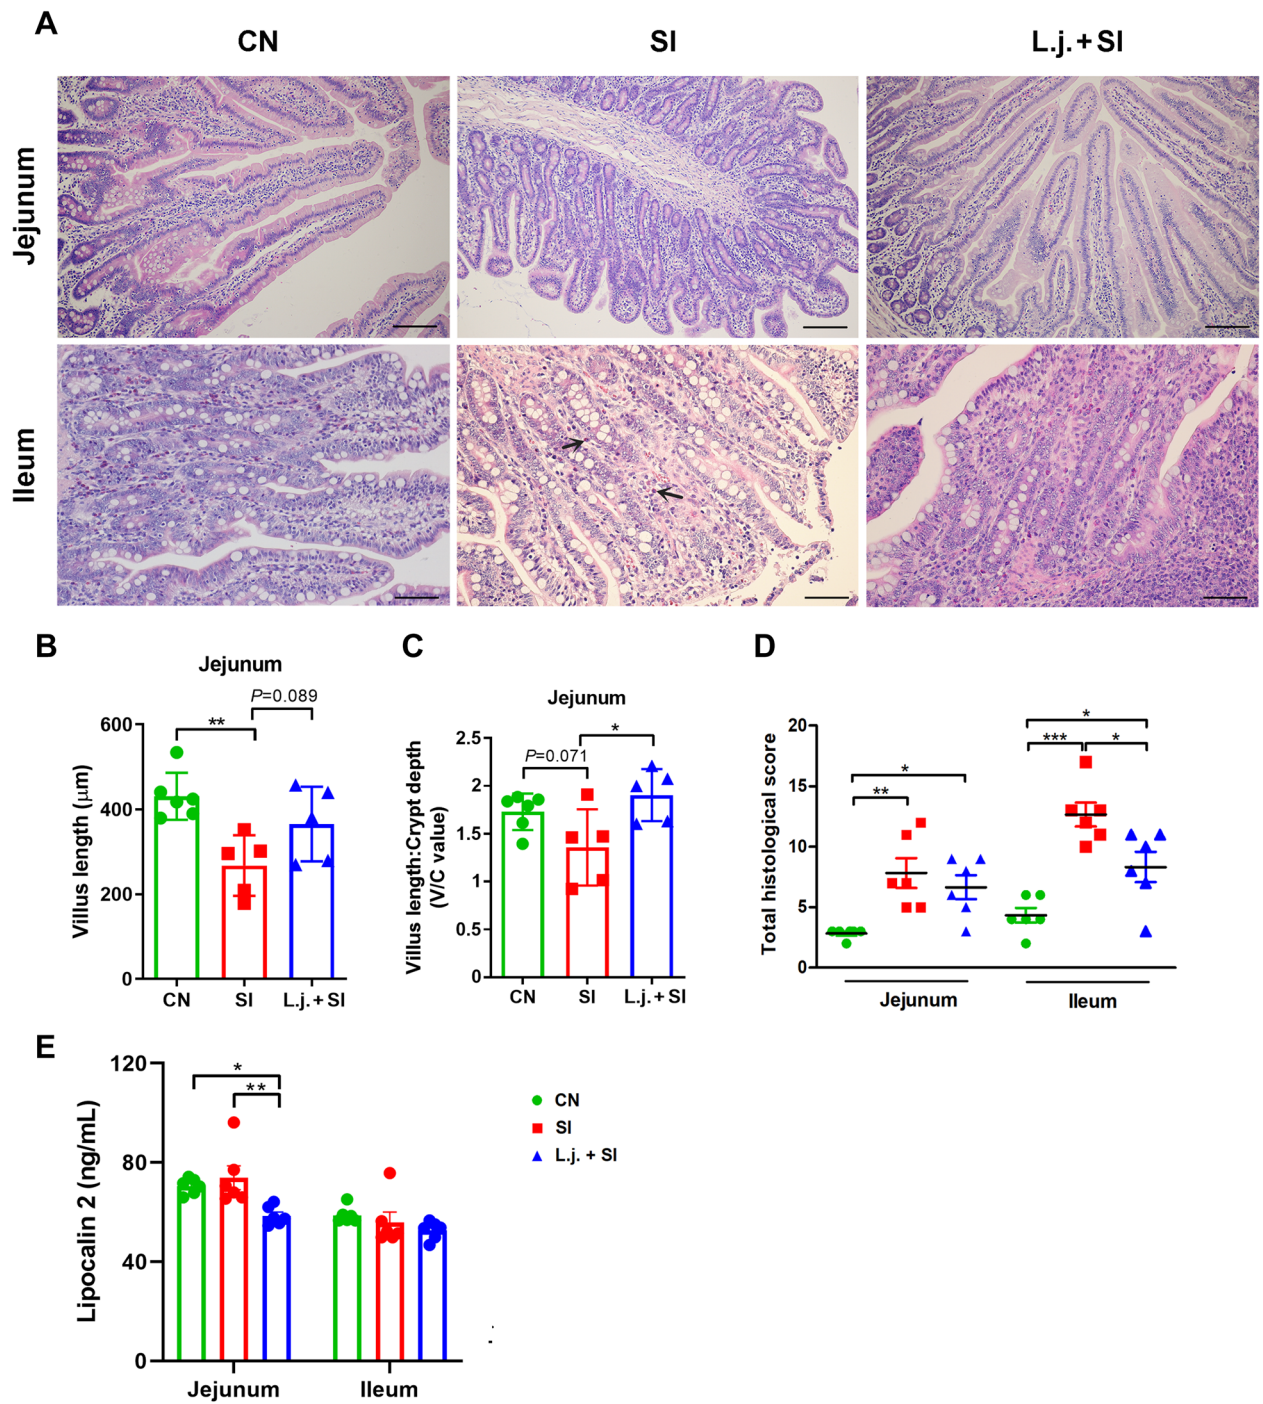 A
CN
SI
L.j. + SI
Jejunum
Ileum
B
Jejunum
P=0.089
**
Villus length (μm)
600
400
200
0
CN
SI
L.j. + SI
C
Jejunum
*
P=0.071
Villus length:Crypt depth
(V/C value)
2.5
2
1.5
1
0.5
0
CN
SI
L.j. + SI
D
Total histological score
20
15
10
5
0
*
**
*
***
*
Jejunum
Ileum
E
Lipocalin 2 (ng/mL)
120
80
40
0
*
**
Jejunum
Ileum
CN
SI
L.j. + SI